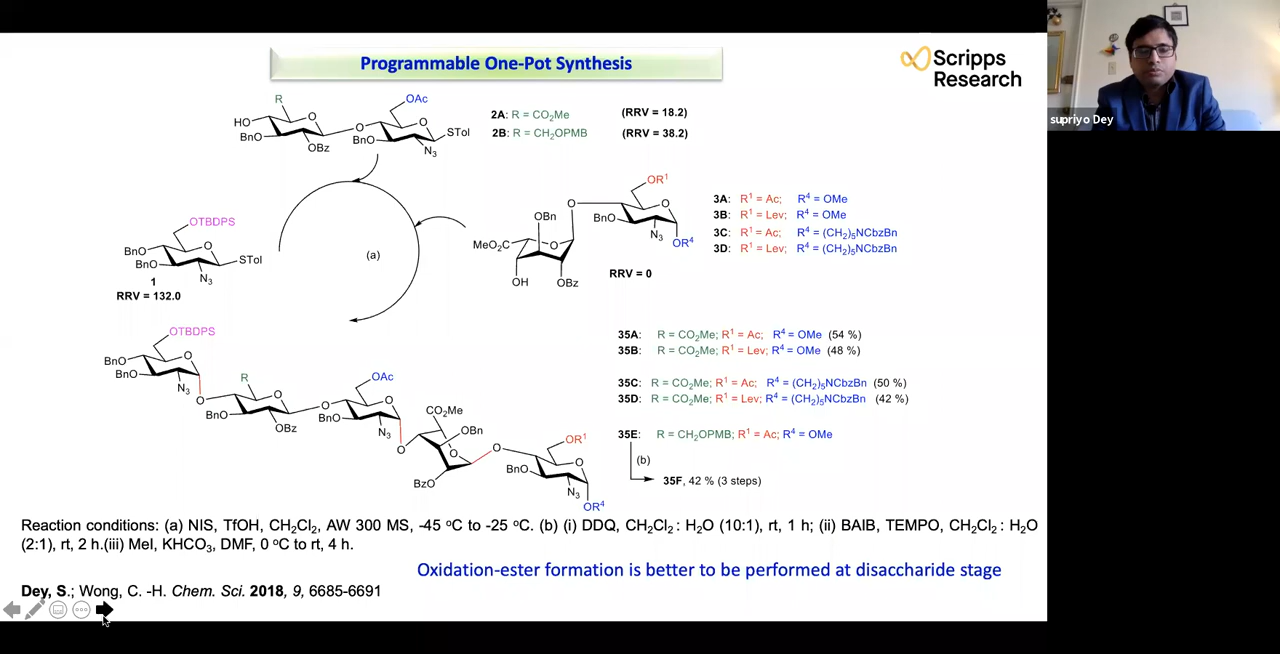 Programmable One-Pot Synthesis
Scripps
Research
supriyo Dey
R
OAc
HO
O
O
O
STol
BnO
OBz
BnO
N₃
2A: R = CO₂Me (RRV = 18.2)
2B: R = CH₂OPMB (RRV = 38.2)
OTBDPS
BnO
O
BnO
STol
N₃
1
RRV = 132.0
(a)
OR¹
O
OBn
O
BnO
MeO₂C
O
N₃
OR⁴
OH
OBz
RRV = 0
3A: R¹ = Ac; R⁴ = OMe
3B: R¹ = Lev; R⁴ = OMe
3C: R¹ = Ac; R⁴ = (CH₂)₅NCbzBn
3D: R¹ = Lev; R⁴ = (CH₂)₅NCbzBn
OTBDPS
BnO
O
BnO
N₃
O
R
O
BnO
OBz
O
OAc
O
BnO
N₃
O
CO₂Me
O
OBn
BzO
O
OR¹
O
BnO
N₃
OR⁴
35A: R = CO₂Me; R¹ = Ac; R⁴ = OMe (54 %)
35B: R = CO₂Me; R¹ = Lev; R⁴ = OMe (48 %)
35C: R = CO₂Me; R¹ = Ac; R⁴ = (CH₂)₅NCbzBn (50 %)
35D: R = CO₂Me; R¹ = Lev; R⁴ = (CH₂)₅NCbzBn (42 %)
35E: R = CH₂OPMB; R¹ = Ac; R⁴ = OMe
(b)
35F, 42 % (3 steps)
Reaction conditions: (a) NIS, TfOH, CH₂Cl₂, AW 300 MS, -45 ºC to -25 ºC. (b) (i) DDQ, CH₂Cl₂ : H₂O (10:1), rt, 1 h; (ii) BAIB, TEMPO, CH₂Cl₂ : H₂O
(2:1), rt, 2 h.(iii) MeI, KHCO₃, DMF, 0 ºC to rt, 4 h.
Oxidation-ester formation is better to be performed at disaccharide stage
Dey, S.; Wong, C. -H. Chem. Sci. 2018, 9, 6685-6691